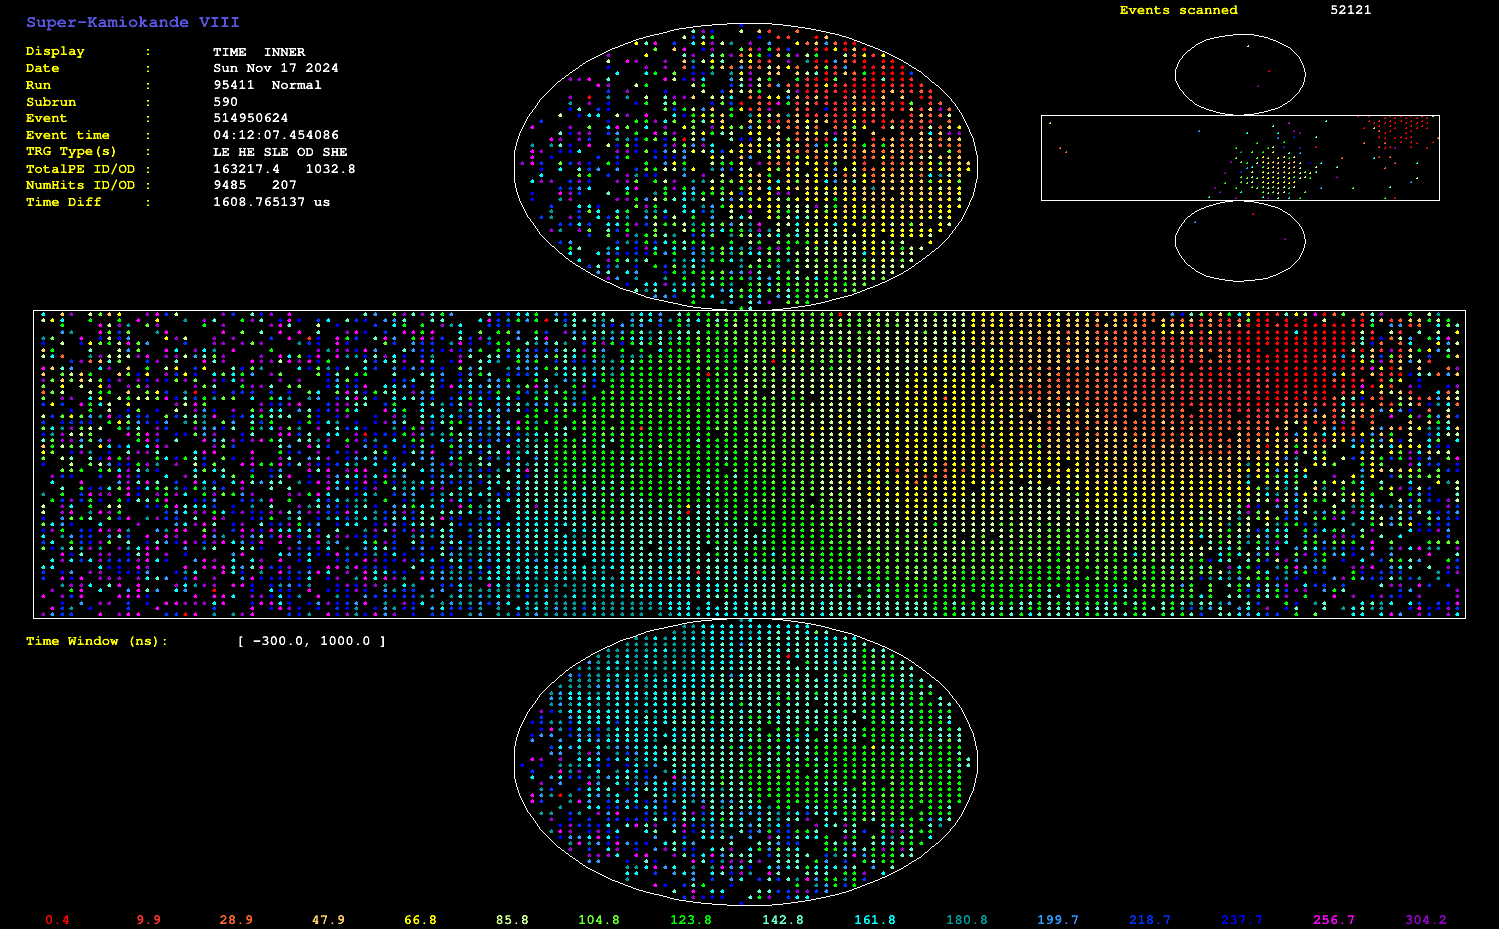 Super-Kamiokande VIII
Events scanned 52121
Display : TIME INNER
Date : Sun Nov 17 2024
Run : 95411 Normal
Subrun : 590
Event : 514950624
Event time : 04:12:07.454086
TRG Type(s) : LE HE SLE OD SHE
TotalPE ID/OD : 163217.4 1032.8
NumHits ID/OD : 9485 207
Time Diff : 1608.765137 us
Time Window (ns): [ -300.0, 1000.0 ]
0.4 9.9 28.9 47.9 66.8 85.8 104.8 123.8 142.8 161.8 180.8 199.7 218.7 237.7 256.7 304.2